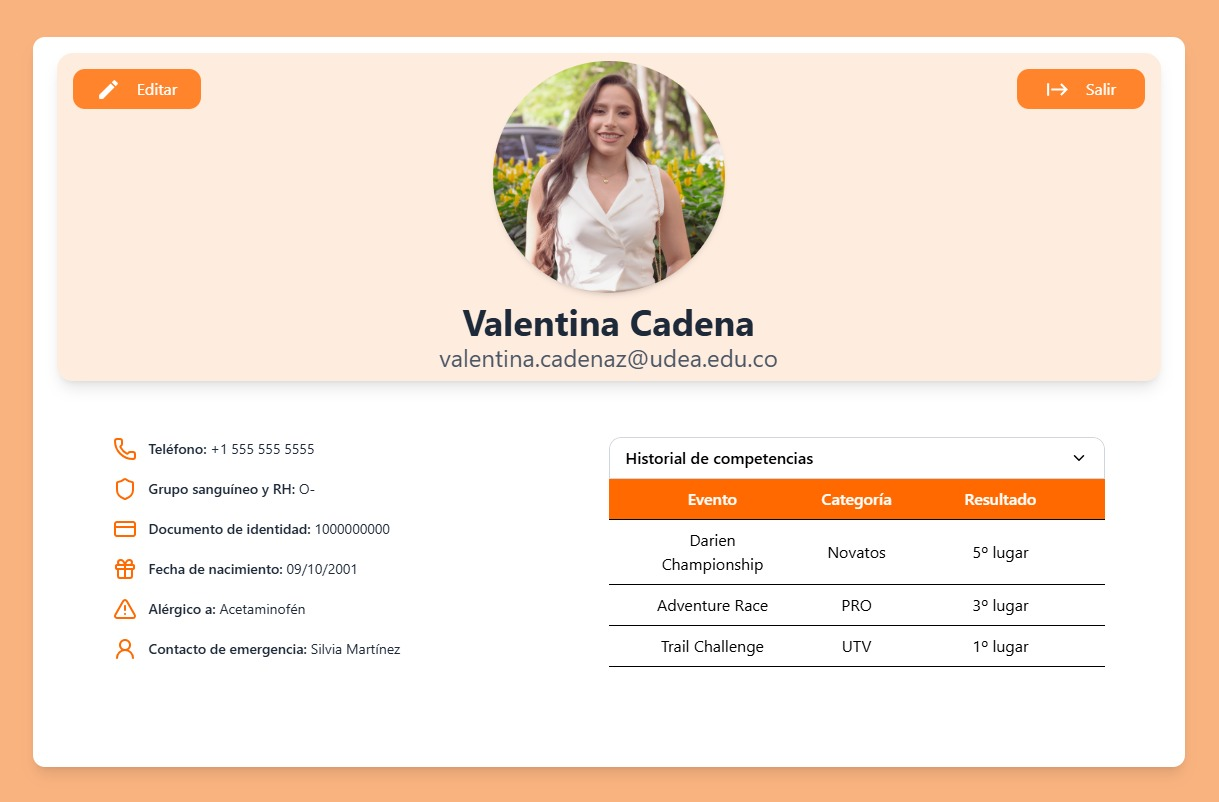 Editar
Salir
Valentina Cadena
valentina.cadenaz@udea.edu.co
Teléfono: +1 555 555 5555
Grupo sanguíneo y RH: O-
Documento de identidad: 1000000000
Fecha de nacimiento: 09/10/2001
Alérgico a: Acetaminofén
Contacto de emergencia: Silvia Martínez
Historial de competencias
Evento Categoría Resultado
Darien
Championship Novatos 5º lugar
Adventure Race PRO 3º lugar
Trail Challenge UTV 1º lugar